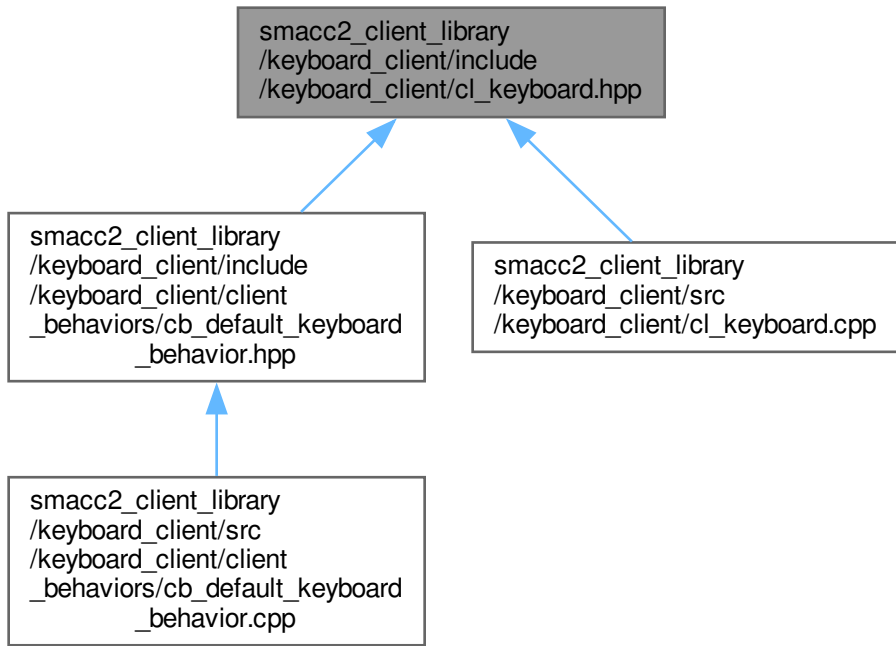 smacc2_client_library
/keyboard_client/include
/keyboard_client/cl_keyboard.hpp
smacc2_client_library
/keyboard_client/include
/keyboard_client/client
_behaviors/cb_default_keyboard
_behavior.hpp
smacc2_client_library
/keyboard_client/src
/keyboard_client/cl_keyboard.cpp
smacc2_client_library
/keyboard_client/src
/keyboard_client/client
_behaviors/cb_default_keyboard
_behavior.cpp